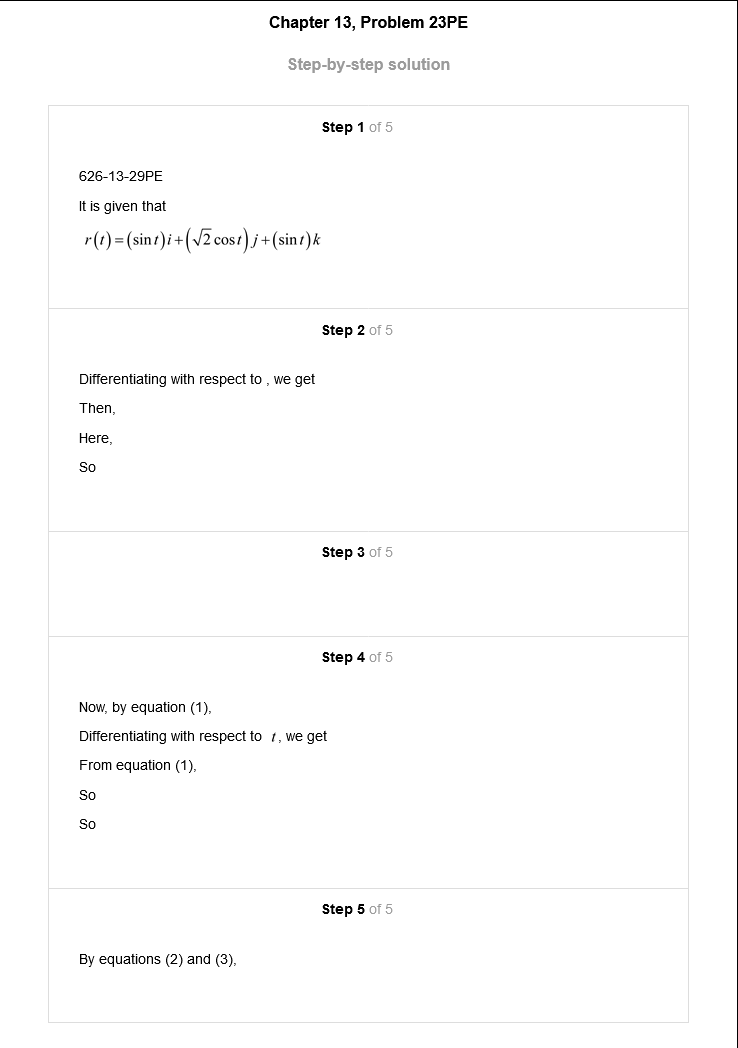 Chapter 13, Problem 23PE
Step-by-step solution
Step 1 of 5
626-13-29PE
It is given that
r(t)=(sin t)i+(√2 cos t)j+(sin t)k
Step 2 of 5
Differentiating with respect to , we get
Then,
Here,
So
Step 3 of 5
Step 4 of 5
Now, by equation (1),
Differentiating with respect to t, we get
From equation (1),
So
So
Step 5 of 5
By equations (2) and (3),